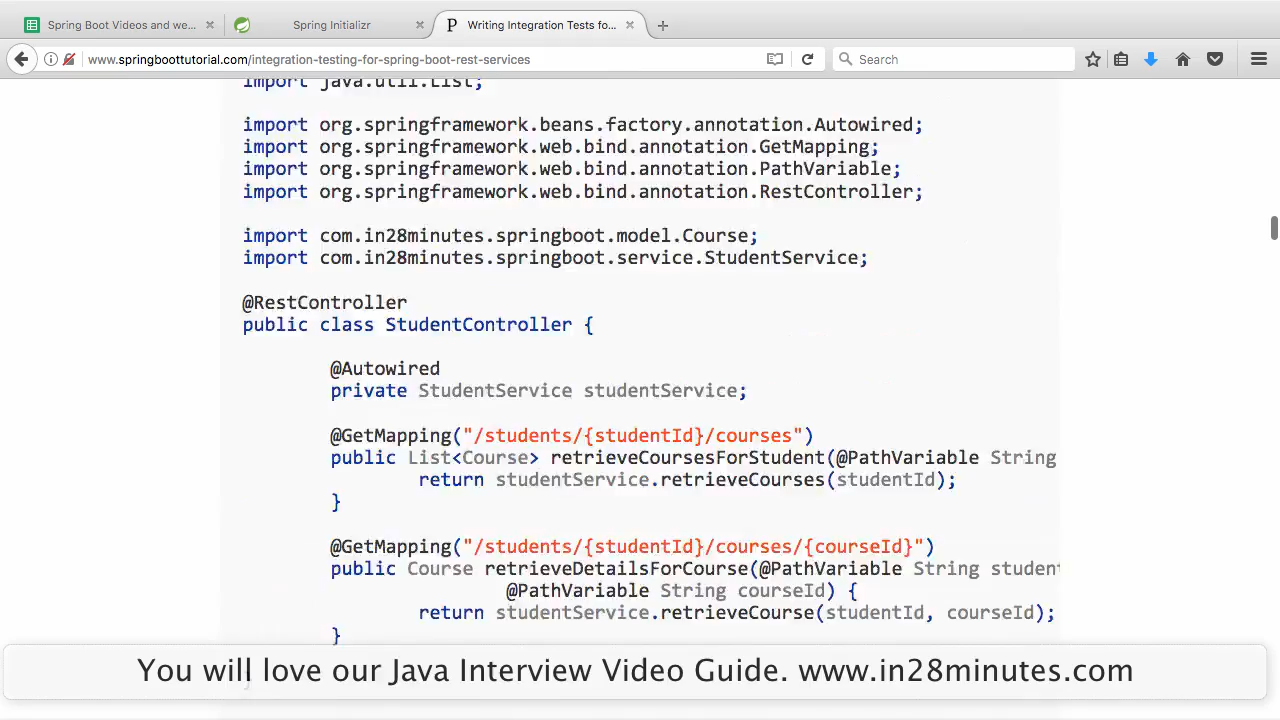 Spring Boot Videos and we...
Spring Initializr
Writing Integration Tests fo...
www.springboottutorial.com/integration-testing-for-spring-boot-rest-services
Search
import java.util.List;
import org.springframework.beans.factory.annotation.Autowired;
import org.springframework.web.bind.annotation.GetMapping;
import org.springframework.web.bind.annotation.PathVariable;
import org.springframework.web.bind.annotation.RestController;
import com.in28minutes.springboot.model.Course;
import com.in28minutes.springboot.service.StudentService;
@RestController
public class StudentController {
@Autowired
private StudentService studentService;
@GetMapping("/students/{studentId}/courses")
public List<Course> retrieveCoursesForStudent(@PathVariable String
return studentService.retrieveCourses(studentId);
}
@GetMapping("/students/{studentId}/courses/{courseId}")
public Course retrieveDetailsForCourse(@PathVariable String student
@PathVariable String courseId) {
return studentService.retrieveCourse(studentId, courseId);
}
You will love our Java Interview Video Guide. www.in28minutes.com